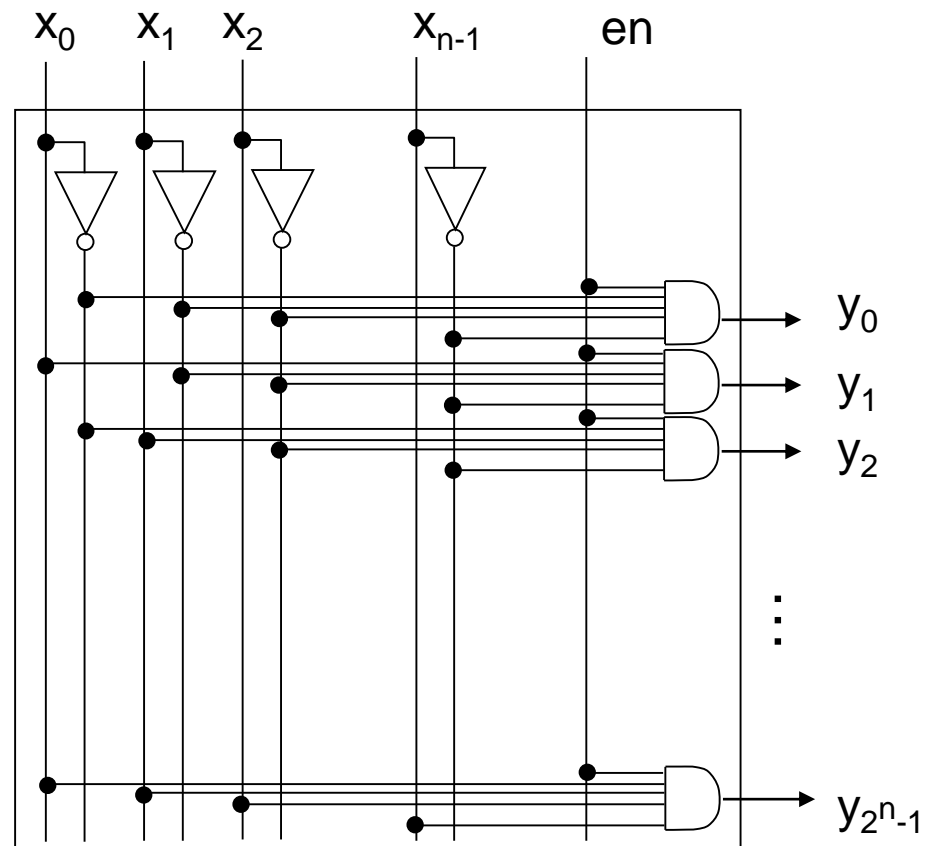 x₀ x₁ x₂ xₙ₋₁ en
y₀
y₁
y₂
⋮
y₂ⁿ₋₁